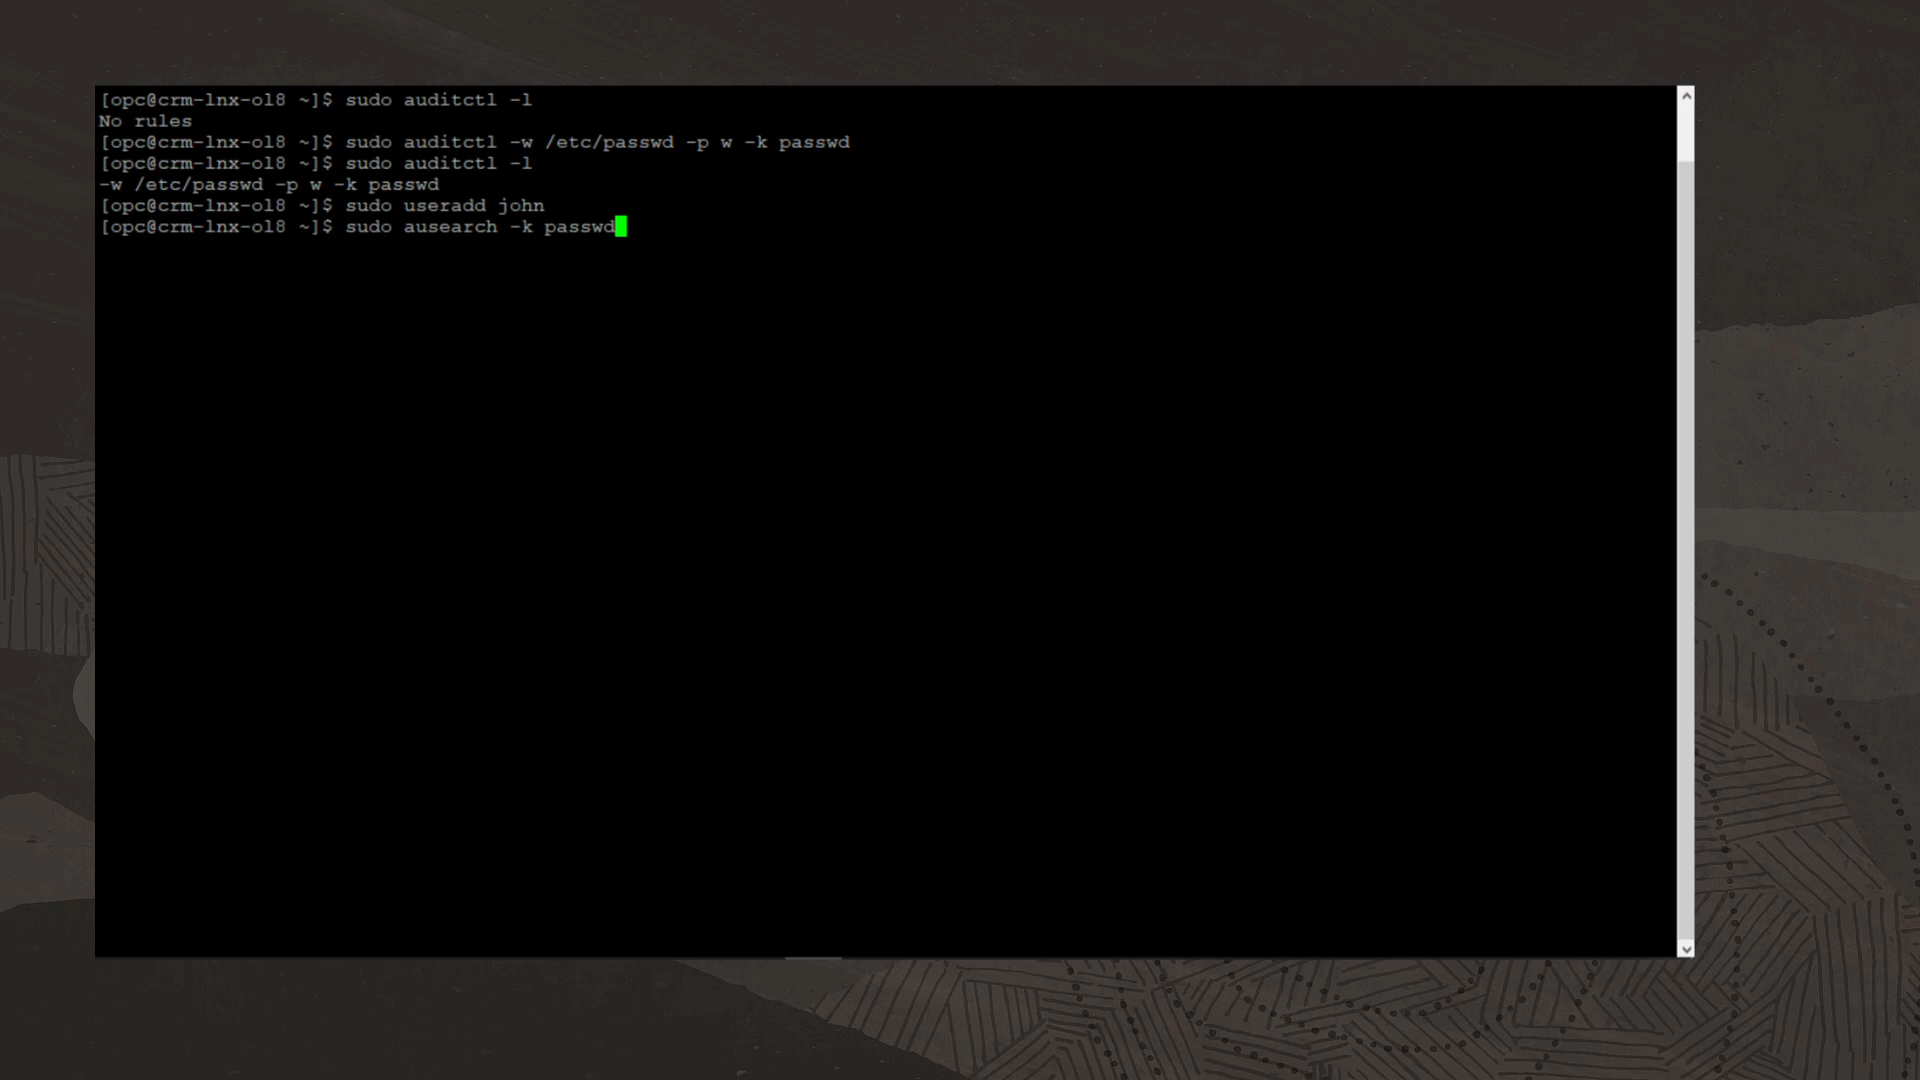 [opc@crm-lnx-ol8 ~]$ sudo auditctl -l
No rules
[opc@crm-lnx-ol8 ~]$ sudo auditctl -w /etc/passwd -p w -k passwd
[opc@crm-lnx-ol8 ~]$ sudo auditctl -l
-w /etc/passwd -p w -k passwd
[opc@crm-lnx-ol8 ~]$ sudo useradd john
[opc@crm-lnx-ol8 ~]$ sudo ausearch -k passwd